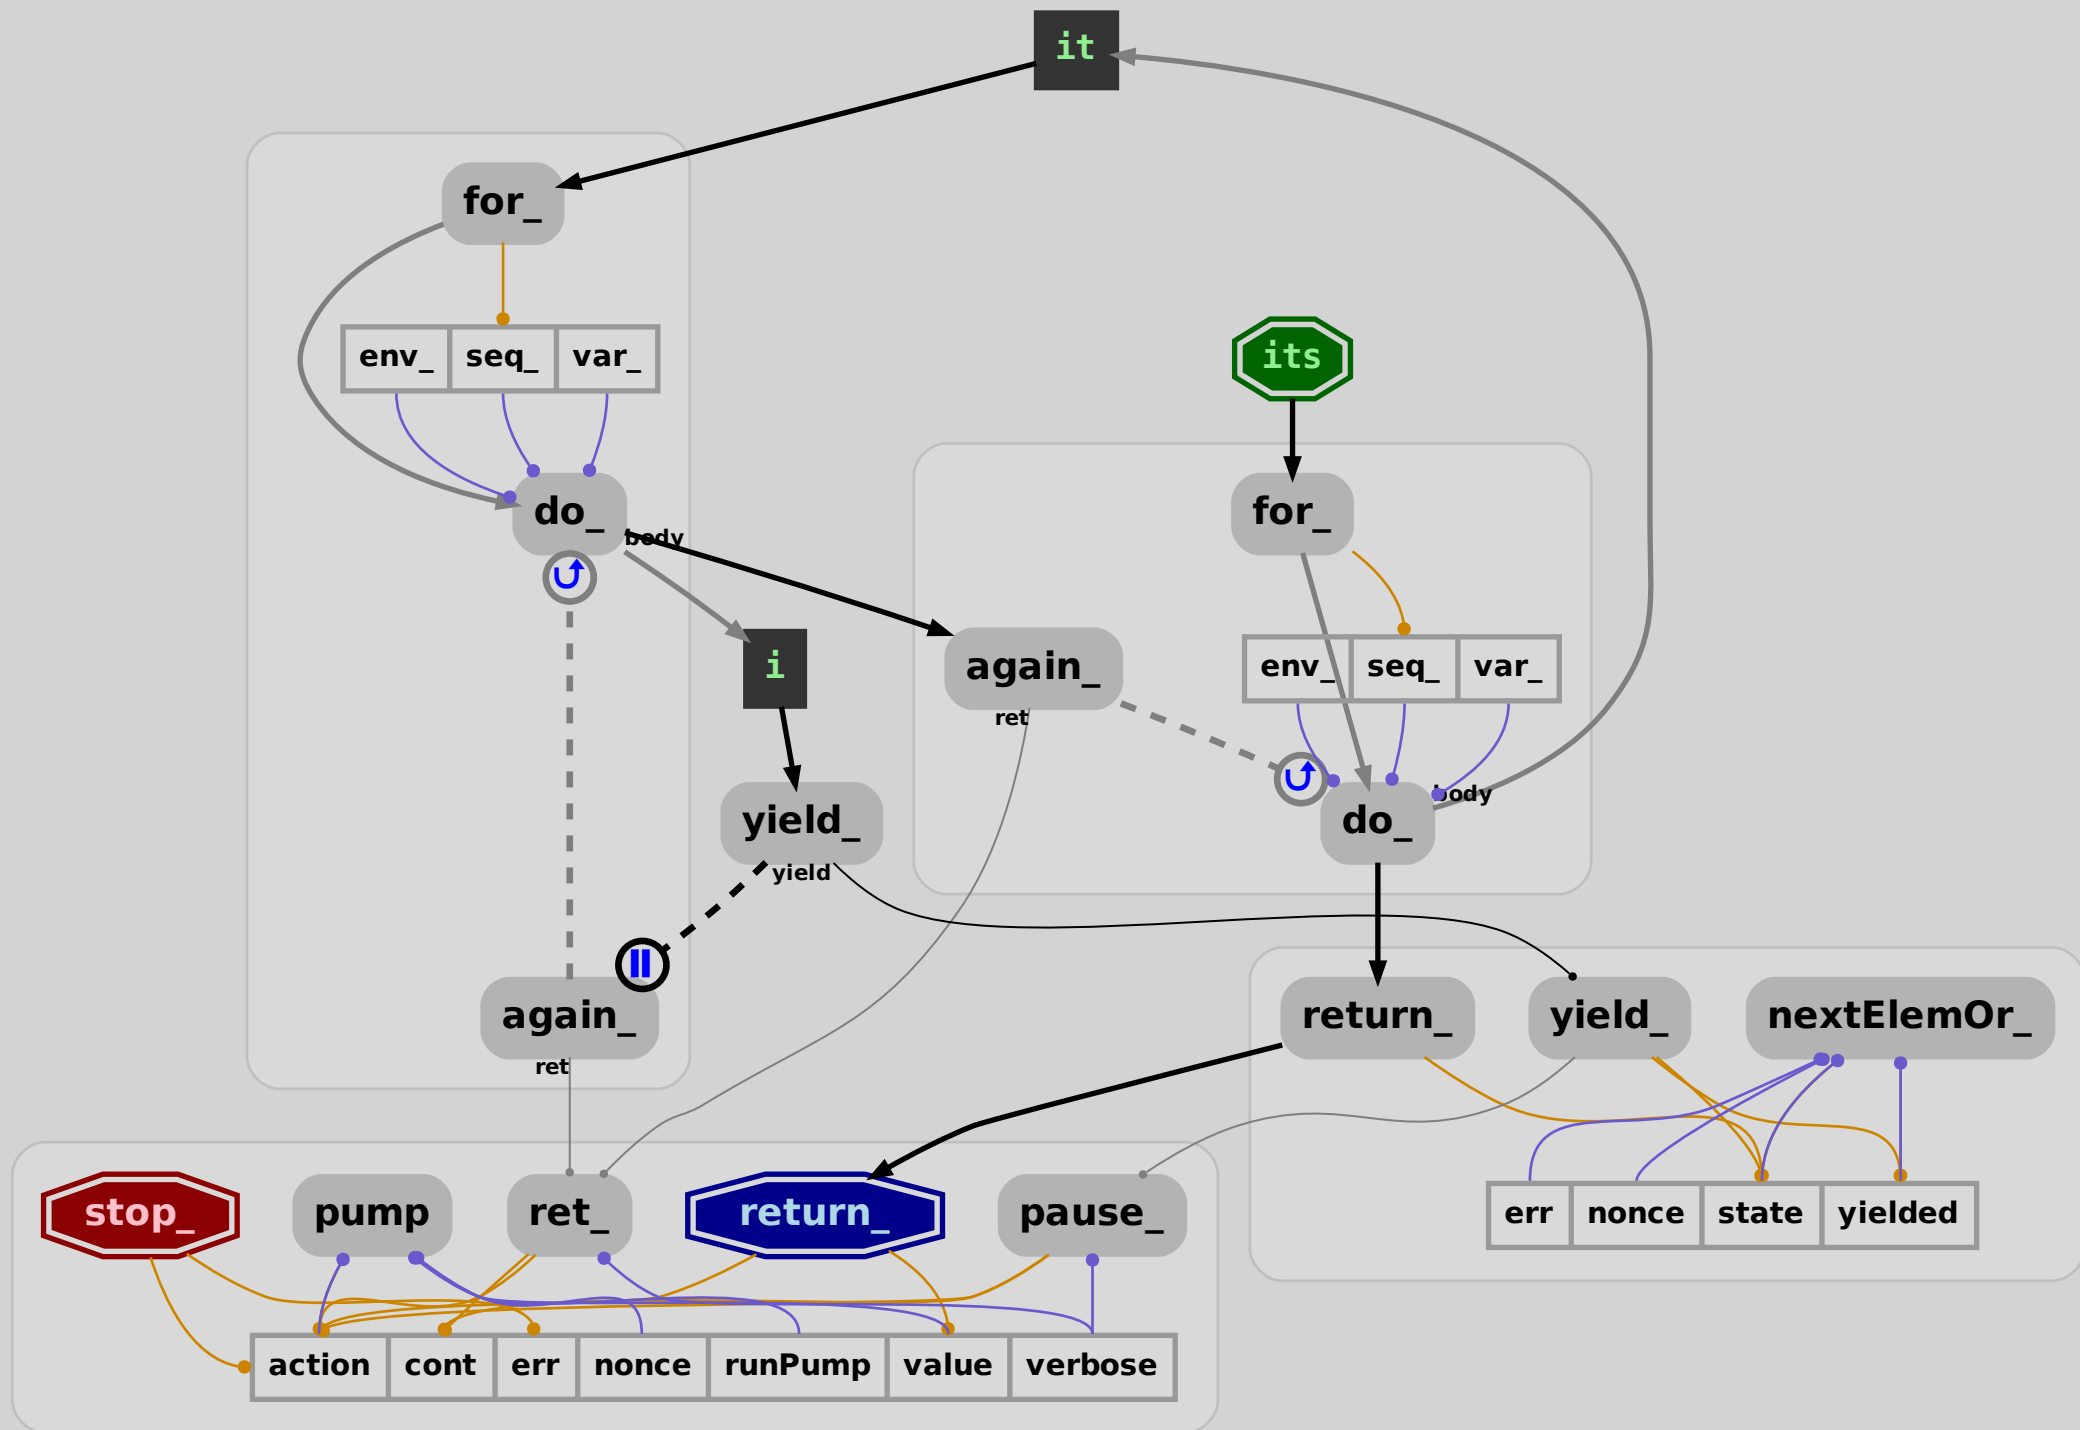 it
for_
env_ seq_ var_
its
do_
body
for_
i
again_
ret
env_ seq_ var_
yield_
yield
do_
body
again_
ret
return_ yield_ nextElemOr_
stop_ pump ret_ return_ pause_
err nonce state yielded
action cont err nonce runPump value verbose